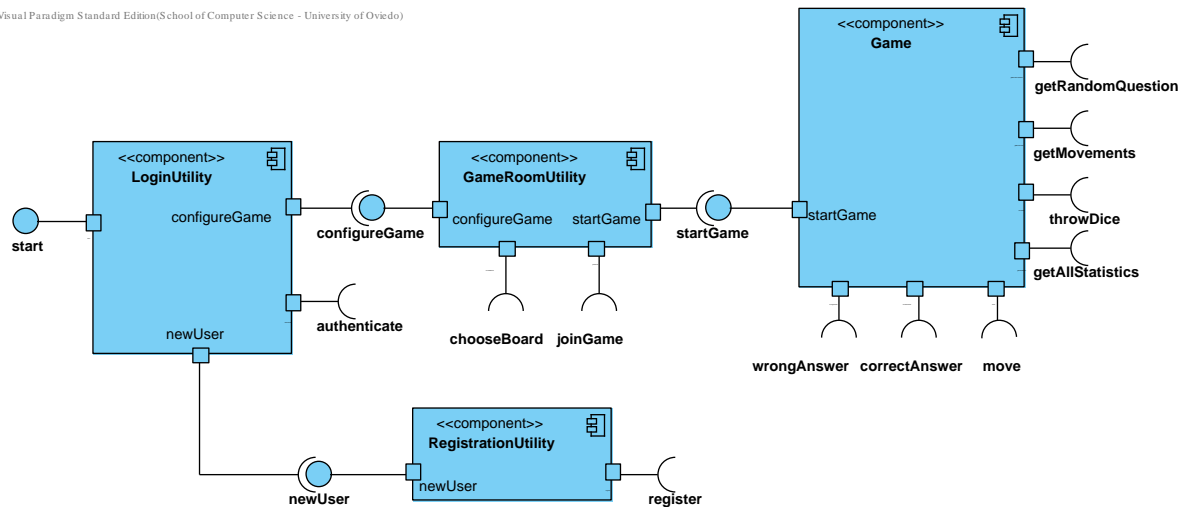 Visual Paradigm Standard Edition(School of Computer Science - University of Oviedo)
<<component>>
Game
getRandomQuestion
getMovements
throwDice
getAllStatistics
startGame
wrongAnswer
correctAnswer
move
<<component>>
LoginUtility
configureGame
newUser
start
configureGame
authenticate
<<component>>
GameRoomUtility
configureGame
startGame
startGame
chooseBoard
joinGame
<<component>>
RegistrationUtility
newUser
newUser
register